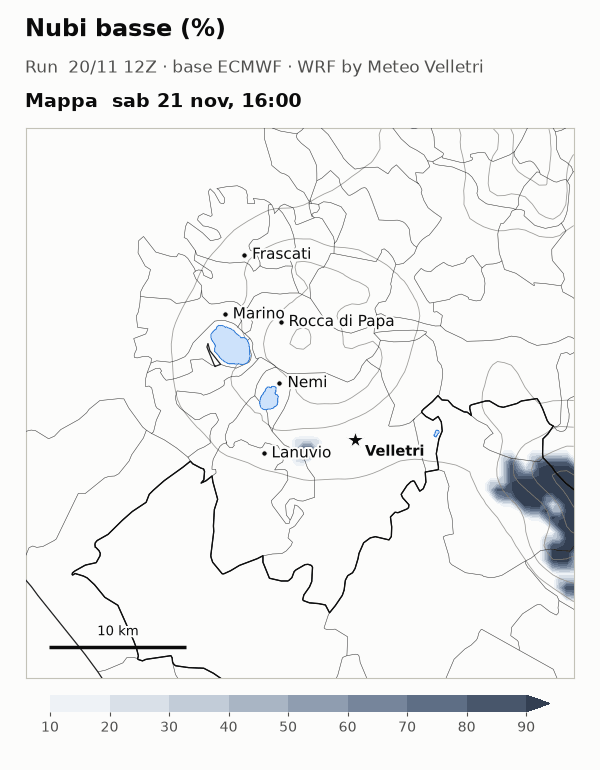 Nubi basse (%)
Run  20/11 12Z · base ECMWF · WRF by Meteo Velletri
Mappa  sab 21 nov, 16:00
Frascati
Marino
Rocca di Papa
Nemi
Velletri
Lanuvio
10 km
10 20 30 40 50 60 70 80 90